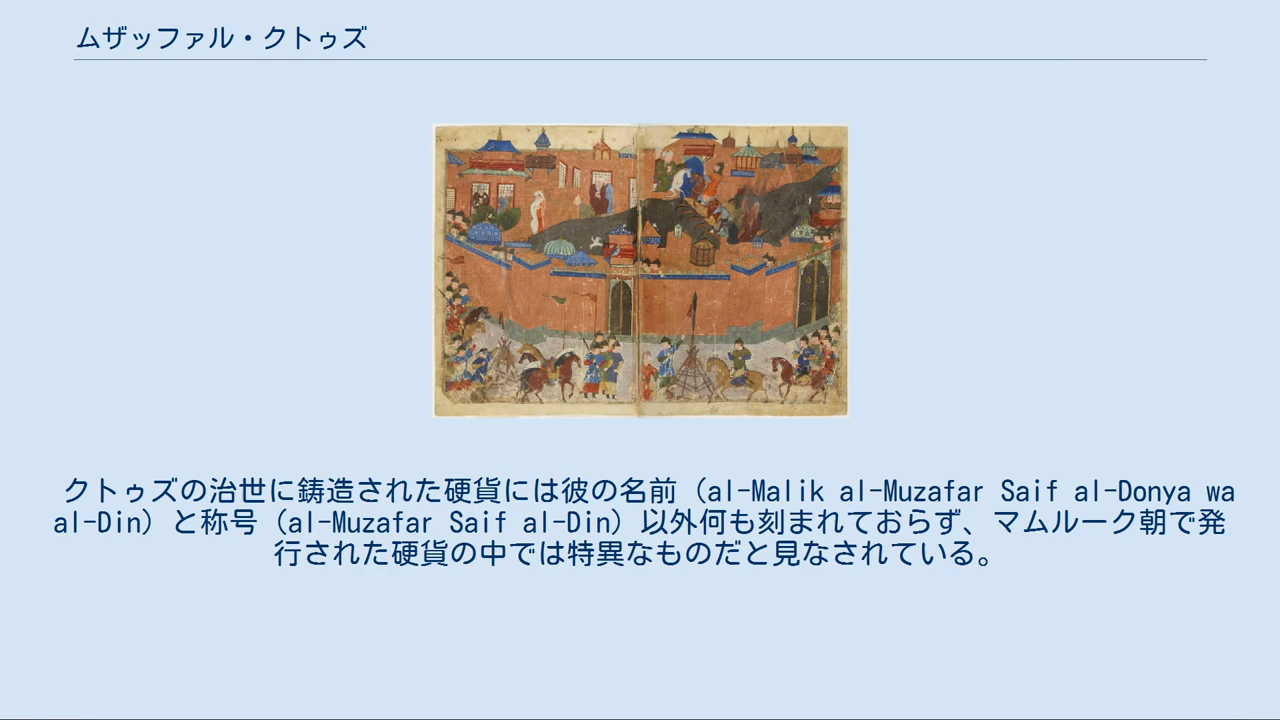 ムザッファル・クトゥズ
クトゥズの治世に鋳造された硬貨には彼の名前（al-Malik al-Muzafar Saif al-Donya wa
al-Din）と称号（al-Muzafar Saif al-Din）以外何も刻まれておらず、マムルーク朝で発
行された硬貨の中では特異なものだと見なされている。